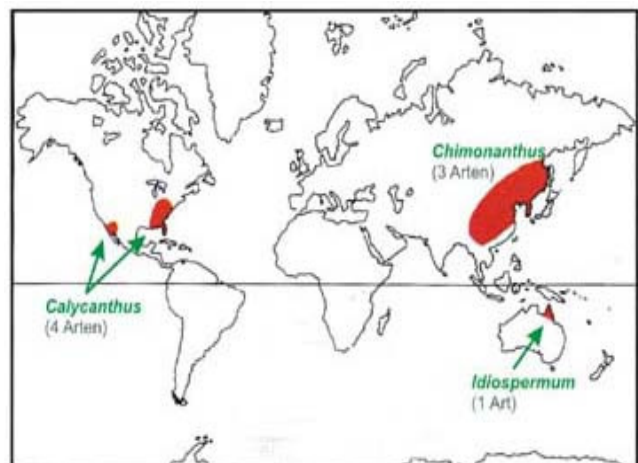 Chimonanthus
(3 Arten)
Calycanthus
(4 Arten)
Idiospermum
(1 Art)